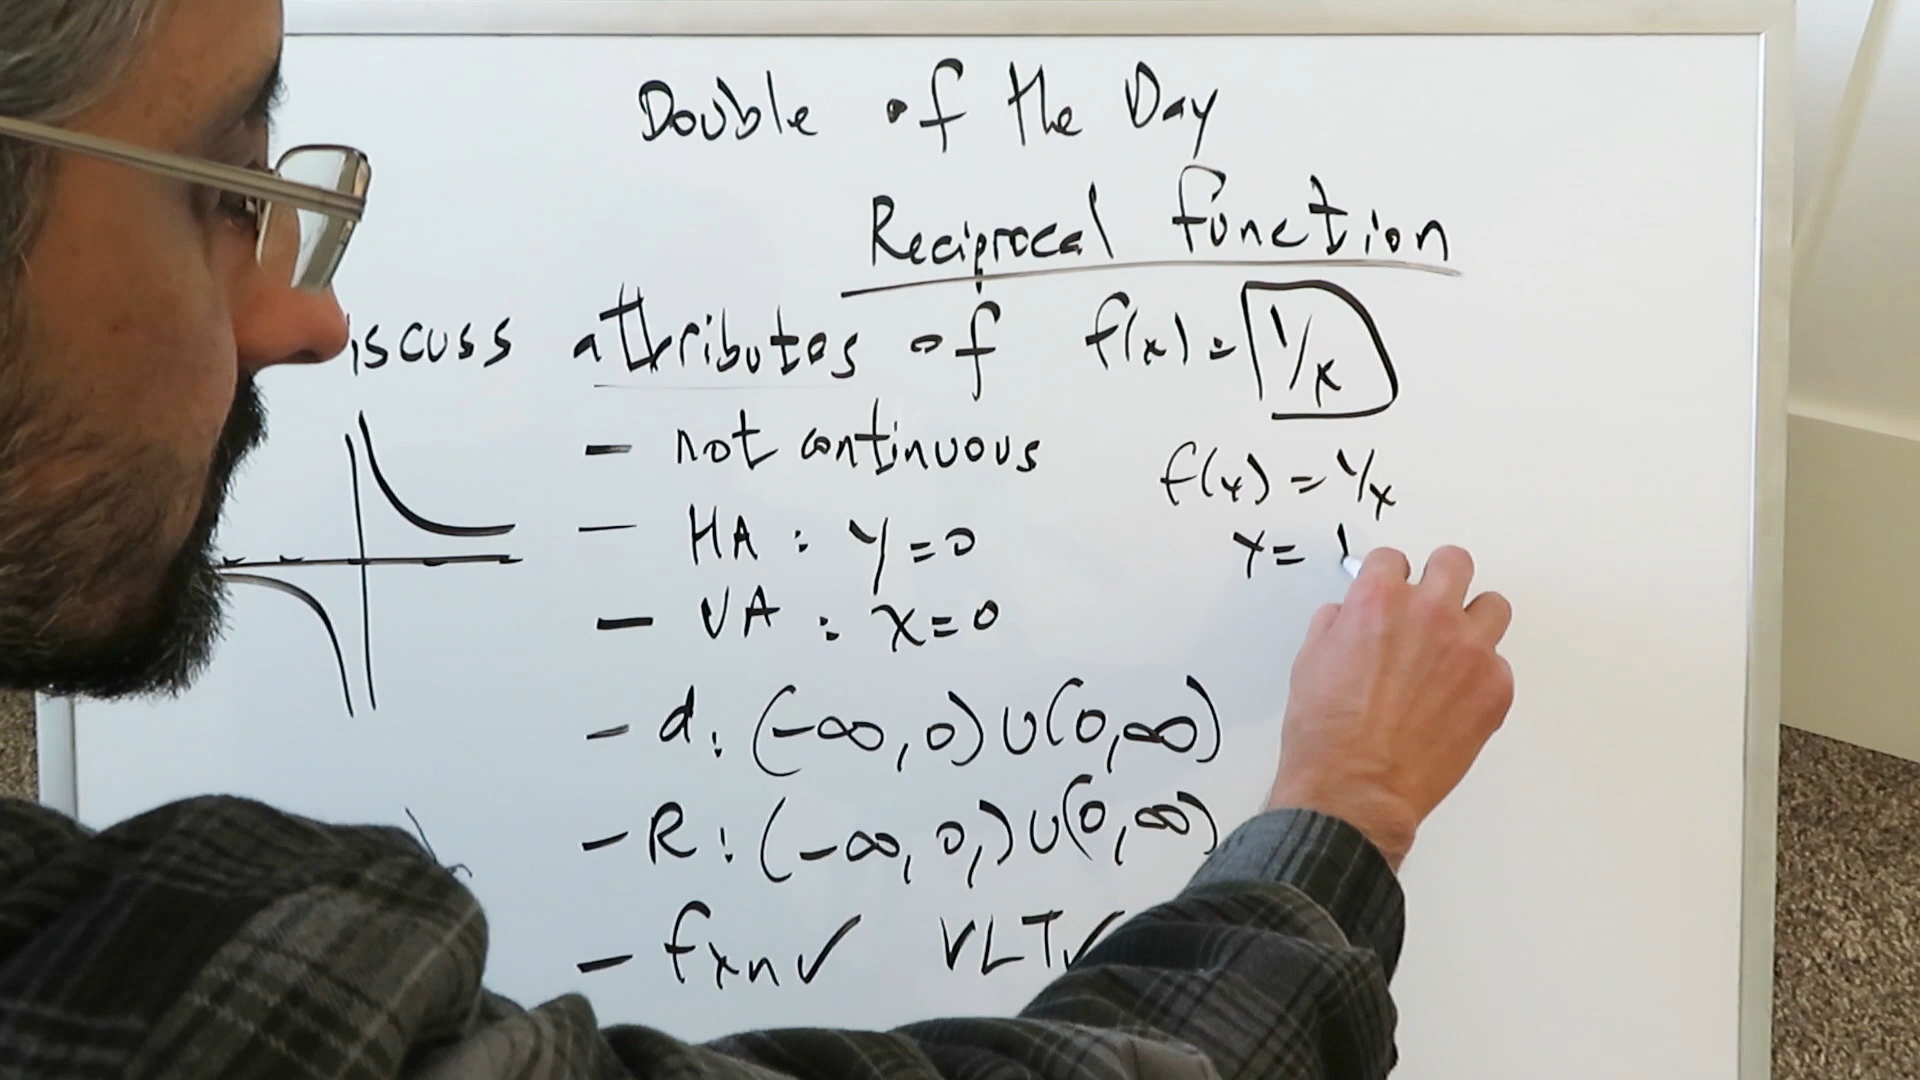 Double of the Day
Reciprocal function
iscuss attributes of f(x) = 1/x
- not continuous
f(x) = 1/x
- HA : y = 0
y = 1
- VA : x = 0
- d: (-∞, 0) ∪ (0, ∞)
- R: (-∞, 0,) ∪ (0, ∞)
- fxn ✓ VLT ✓